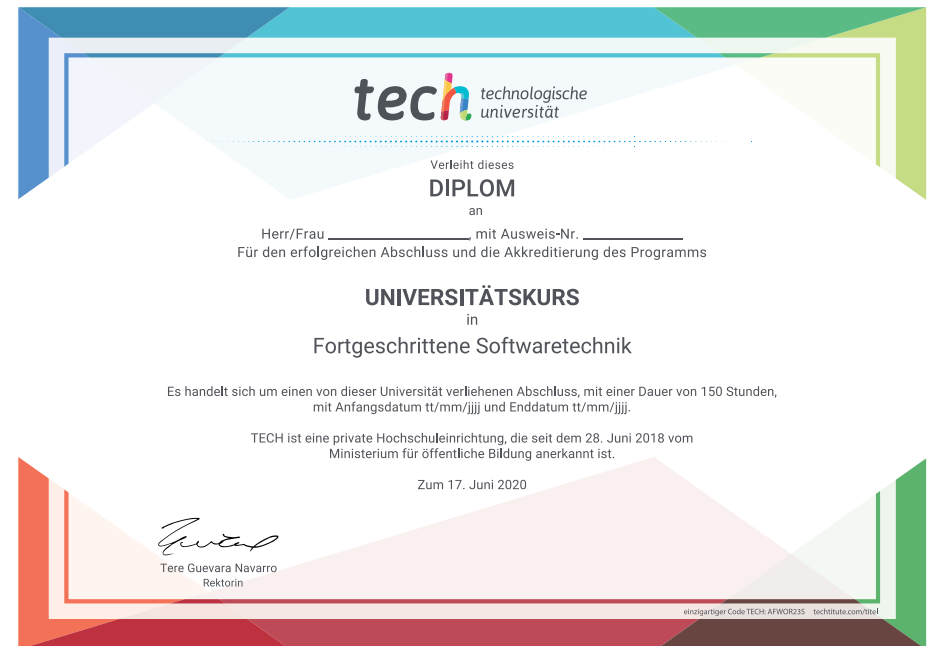 tech technologische
universität
Verleiht dieses
DIPLOM
an
Herr/Frau ____________________, mit Ausweis-Nr. ______________
Für den erfolgreichen Abschluss und die Akkreditierung des Programms
UNIVERSITÄTSKURS
in
Fortgeschrittene Softwaretechnik
Es handelt sich um einen von dieser Universität verliehenen Abschluss, mit einer Dauer von 150 Stunden,
mit Anfangsdatum tt/mm/jjjj und Enddatum tt/mm/jjjj.
TECH ist eine private Hochschuleinrichtung, die seit dem 28. Juni 2018 vom
Ministerium für öffentliche Bildung anerkannt ist.
Zum 17. Juni 2020
Tere Guevara Navarro
Rektorin
einzigartiger Code TECH: AFWOR23S techtitute.com/titel